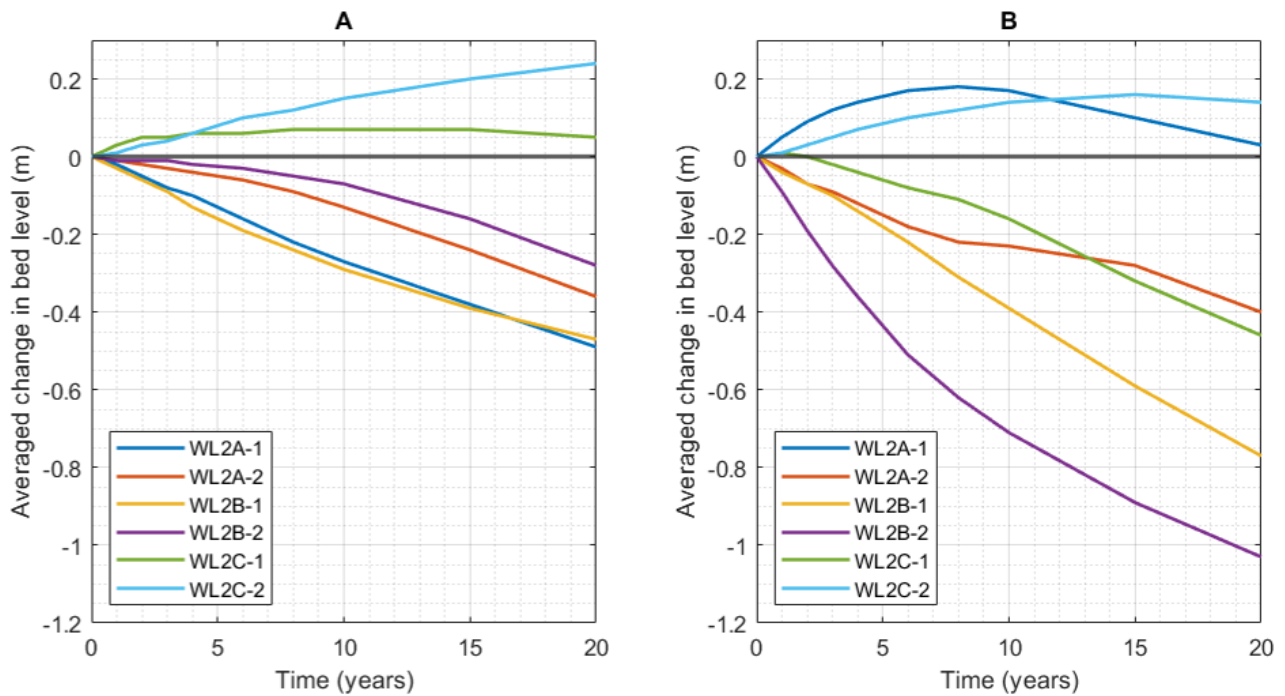 A
Averaged change in bed level (m)
0.2
0
-0.2
-0.4
-0.6
-0.8
-1
-1.2
WL2A-1
WL2A-2
WL2B-1
WL2B-2
WL2C-1
WL2C-2
0 5 10 15 20
Time (years)
B
Averaged change in bed level (m)
0.2
0
-0.2
-0.4
-0.6
-0.8
-1
-1.2
WL2A-1
WL2A-2
WL2B-1
WL2B-2
WL2C-1
WL2C-2
0 5 10 15 20
Time (years)